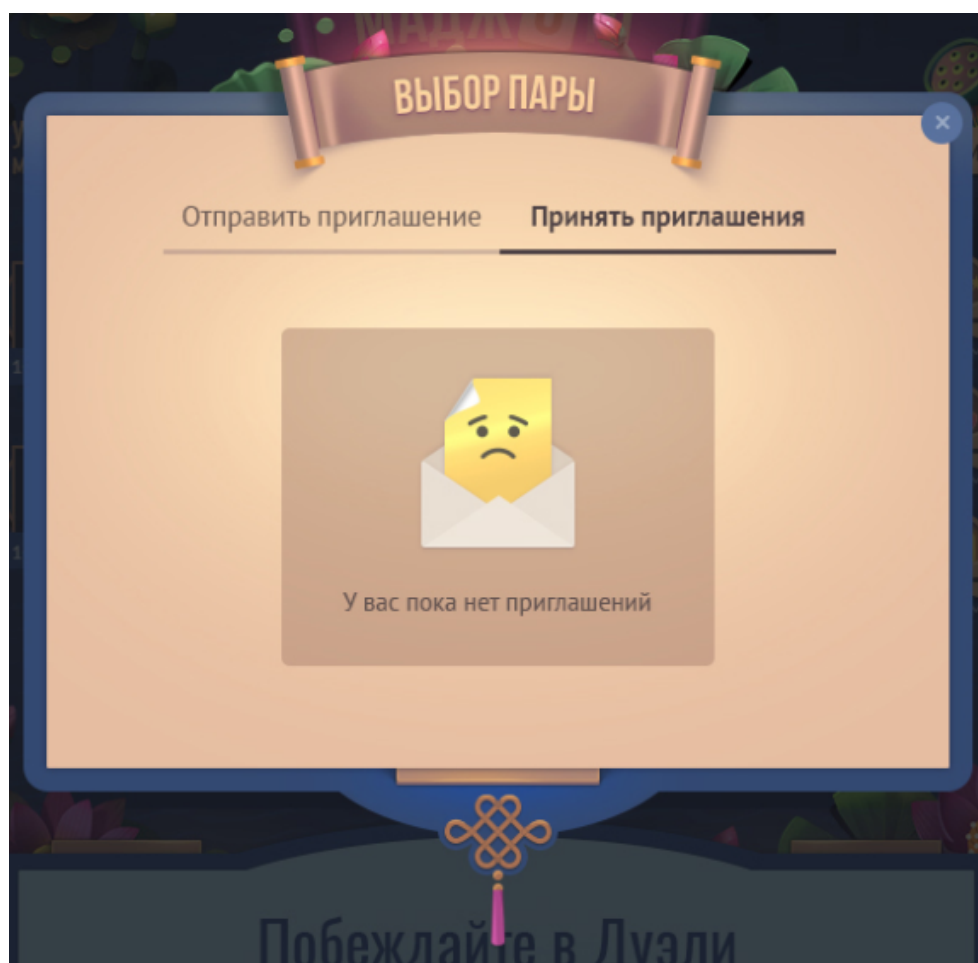 ВЫБОР ПАРЫ
Отправить приглашение
Принять приглашения
У вас пока нет приглашений
Побеждайте в Дуэли